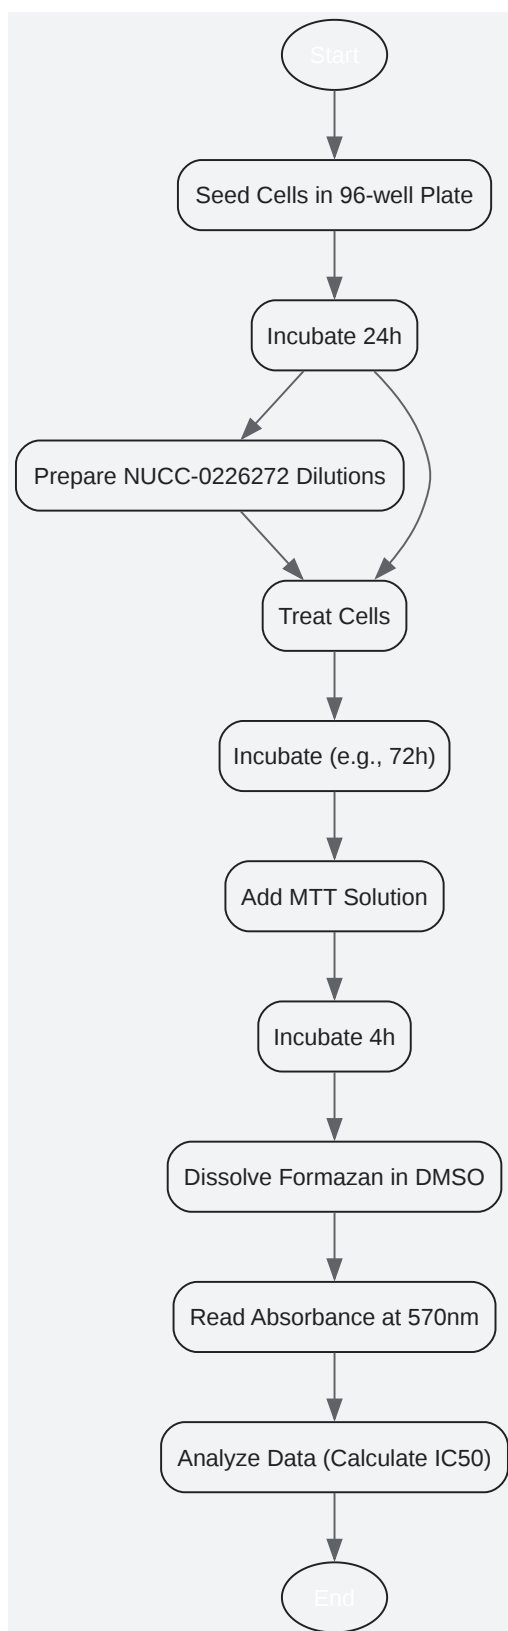 Start
Seed Cells in 96-well Plate
Incubate 24h
Prepare NUCC-0226272 Dilutions
Treat Cells
Incubate (e.g., 72h)
Add MTT Solution
Incubate 4h
Dissolve Formazan in DMSO
Read Absorbance at 570nm
Analyze Data (Calculate IC50)
End